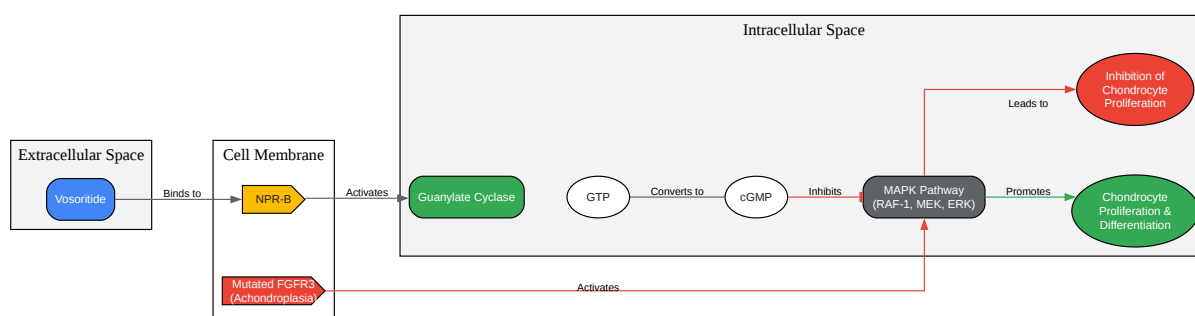 Intracellular Space
Inhibition of
Chondrocyte
Proliferation
Leads to
Extracellular Space
Cell Membrane
Vosoritide
Binds to
NPR-B
Activates
Guanylate Cyclase
GTP
Converts to
cGMP
Inhibits
MAPK Pathway
(RAF-1, MEK, ERK)
Promotes
Chondrocyte
Proliferation &
Differentiation
Mutated FGFR3
(Achondroplasia)
Activates